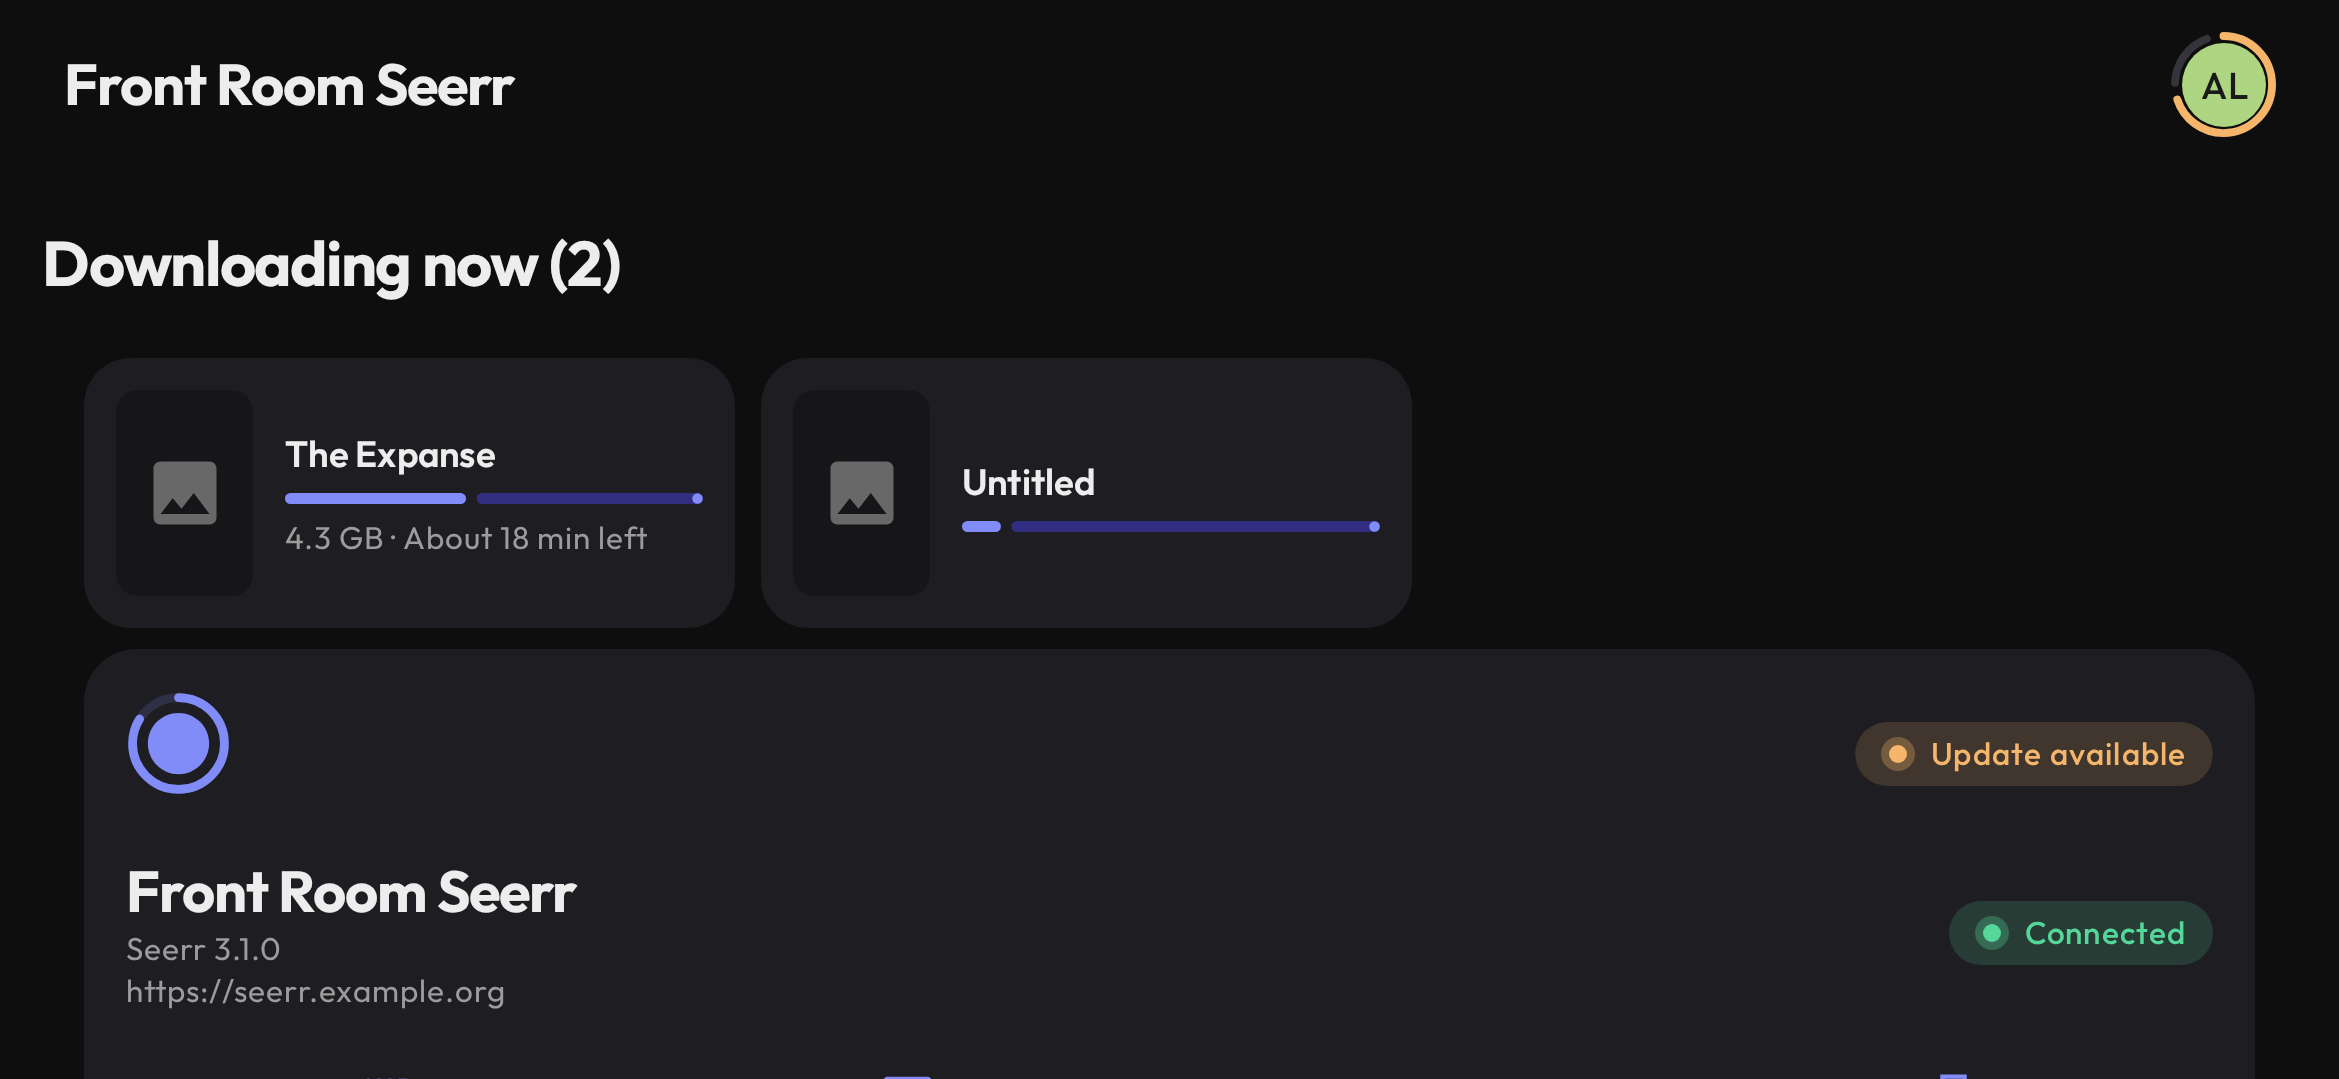 Front Room Seerr
AL
Downloading now (2)
The Expanse
4.3 GB · About 18 min left
Untitled
Update available
Front Room Seerr
Connected
Seerr 3.1.0
https://seerr.example.org